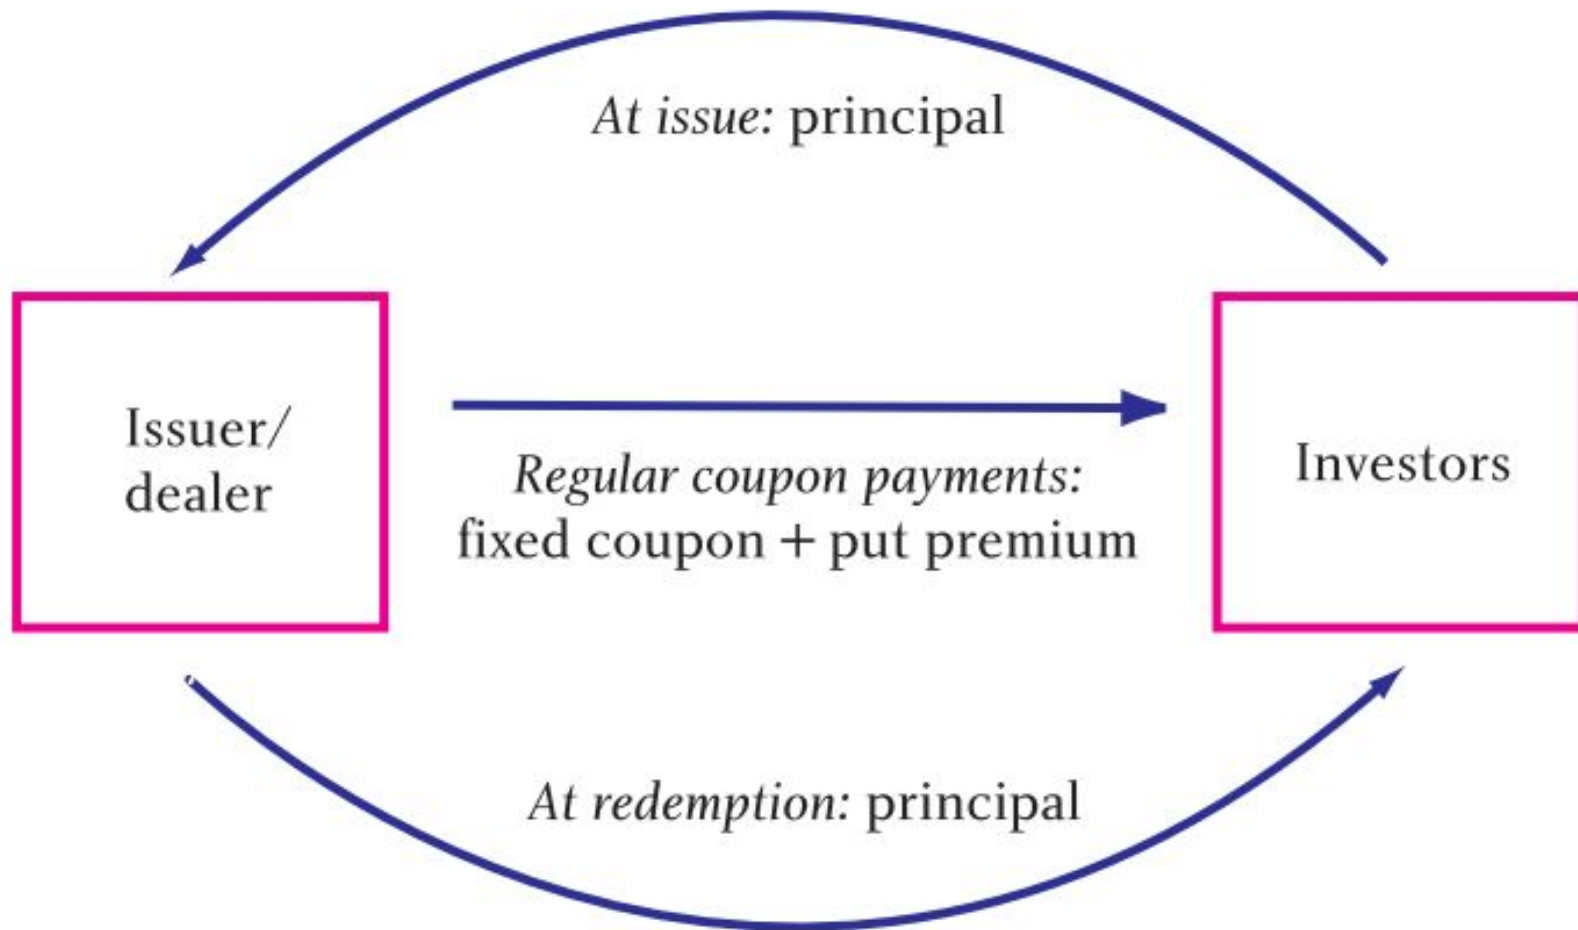 At issue: principal
Issuer/
dealer
Regular coupon payments:
fixed coupon + put premium
Investors
At redemption: principal